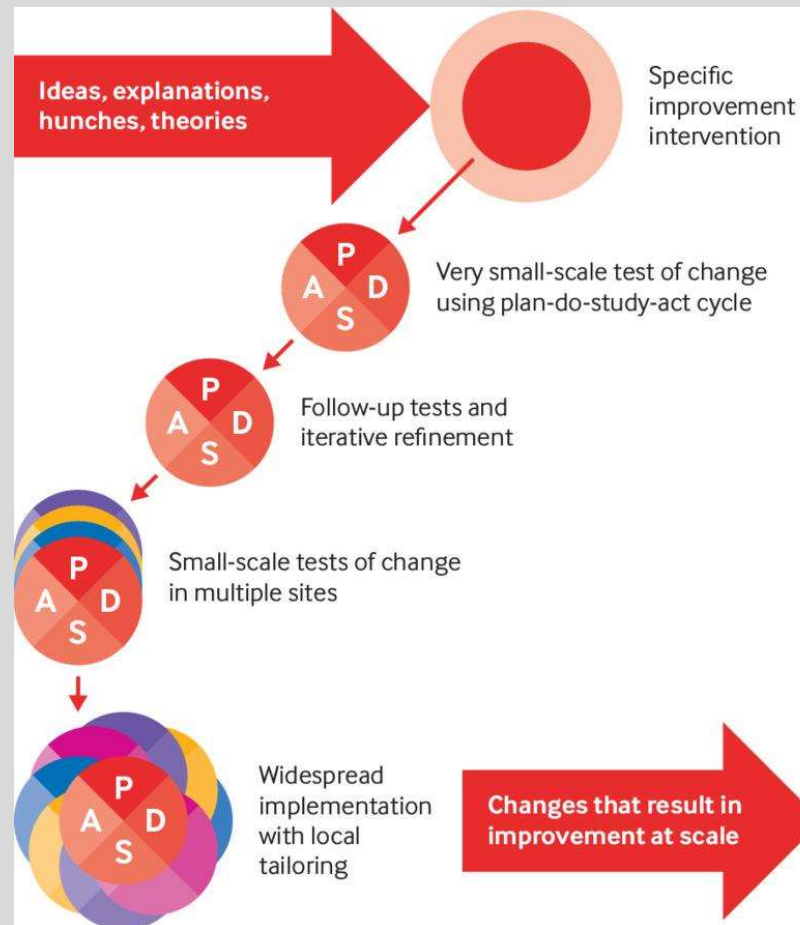 Ideas, explanations,
hunches, theories
Specific
improvement
intervention
P
A D
S
Very small-scale test of change
using plan-do-study-act cycle
P
A D
S
Follow-up tests and
iterative refinement
P
A D
S
Small-scale tests of change
in multiple sites
P
A D
S
Widespread
implementation
with local
tailoring
Changes that result in
improvement at scale